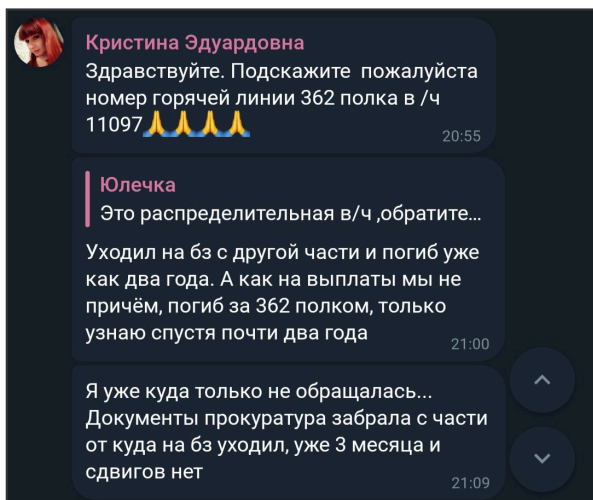 Кристина Эдуардовна
Здравствуйте. Подскажите пожалуйста
номер горячей линии 362 полка в /ч
11097🙏🙏🙏🙏
20:55
Юлечка
Это распределительная в/ч ,обратите...
Уходил на бз с другой части и погиб уже
как два года. А как на выплаты мы не
причём, погиб за 362 полком, только
узнаю спустя почти два года
21:00
Я уже куда только не обращалась...
Документы прокуратура забрала с части
от куда на бз уходил, уже 3 месяца и
сдвигов нет
21:09